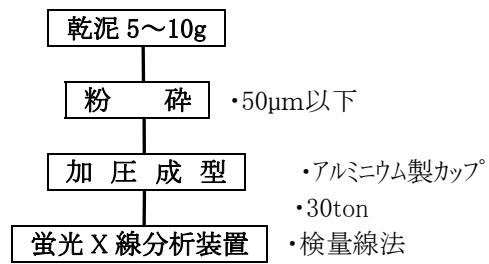 乾泥 5～10g
粉　　砕　・50μm以下
加 圧 成 型　・アルミニウム製カップ
・30ton
蛍光 X 線分析装置　・検量線法